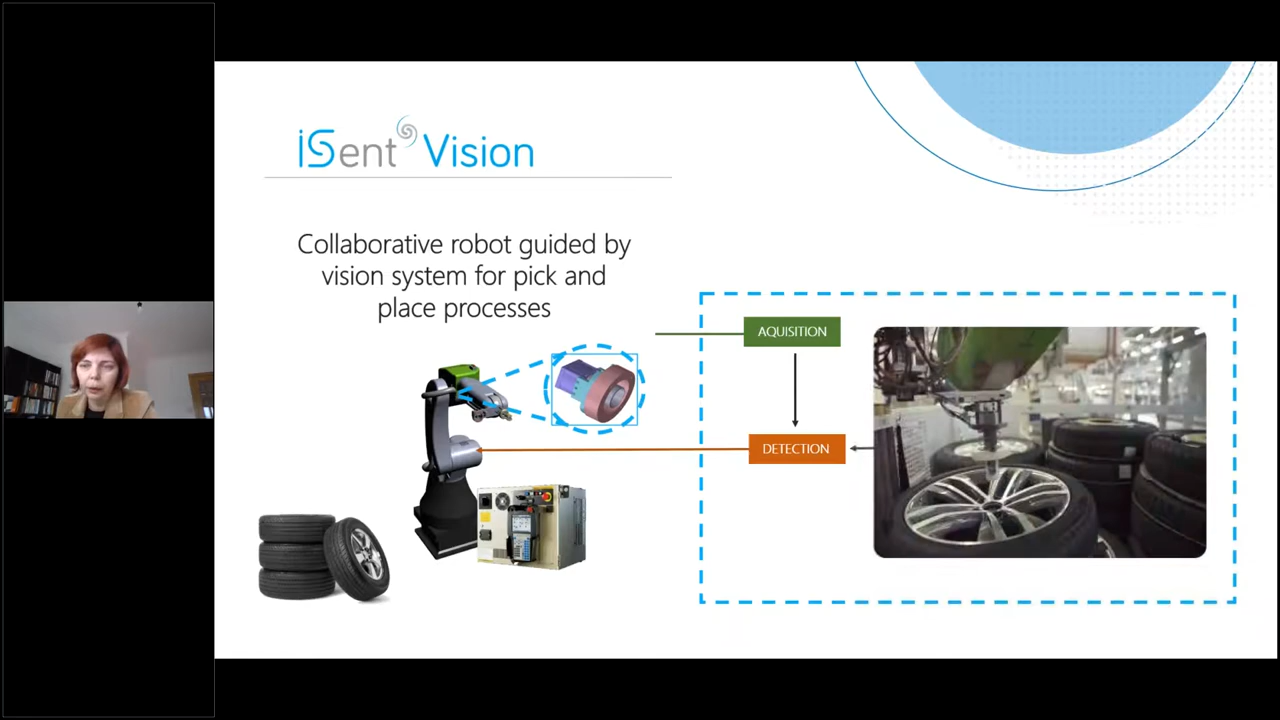 iSent Vision
Collaborative robot guided by
vision system for pick and
place processes
AQUISITION
DETECTION